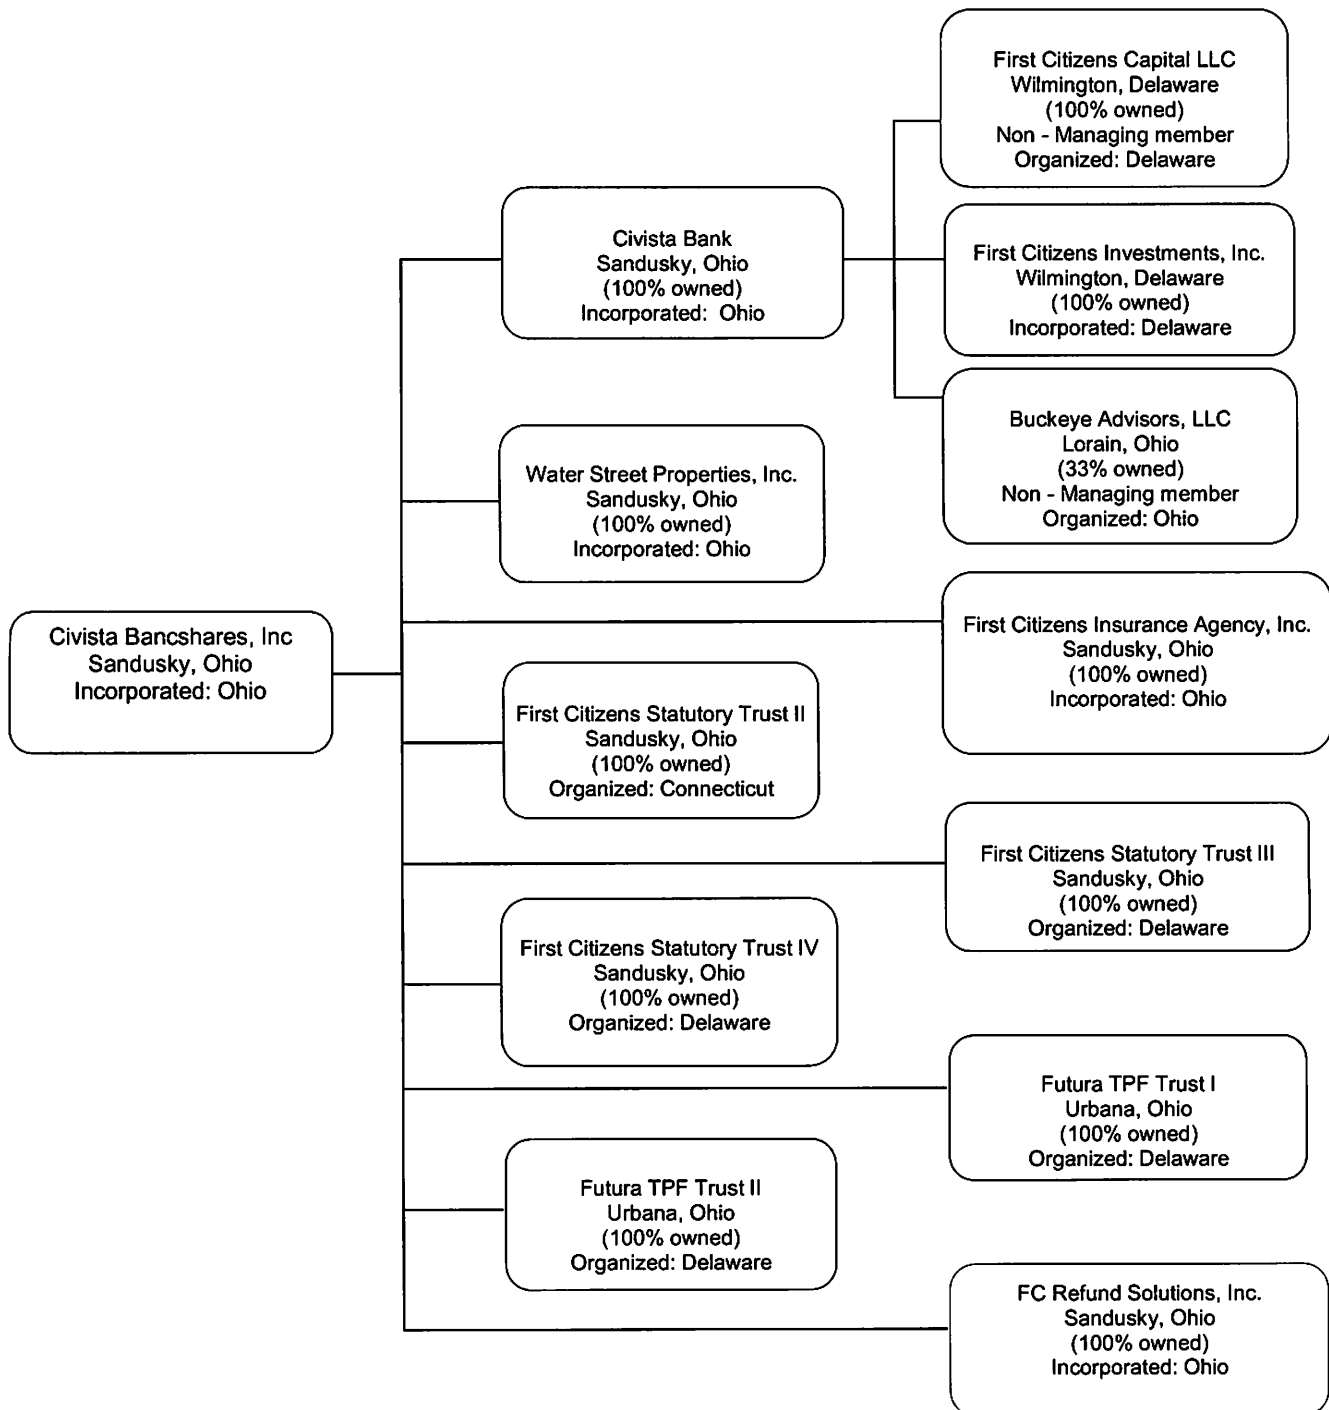 First Citizens Capital LLC
Wilmington, Delaware
(100% owned)
Non - Managing member
Organized: Delaware
Civista Bank
Sandusky, Ohio
(100% owned)
Incorporated: Ohio
First Citizens Investments, Inc.
Wilmington, Delaware
(100% owned)
Incorporated: Delaware
Buckeye Advisors, LLC
Lorain, Ohio
(33% owned)
Non - Managing member
Organized: Ohio
Water Street Properties, Inc.
Sandusky, Ohio
(100% owned)
Incorporated: Ohio
Civista Bancshares, Inc
Sandusky, Ohio
Incorporated: Ohio
First Citizens Insurance Agency, Inc.
Sandusky, Ohio
(100% owned)
Incorporated: Ohio
First Citizens Statutory Trust II
Sandusky, Ohio
(100% owned)
Organized: Connecticut
First Citizens Statutory Trust III
Sandusky, Ohio
(100% owned)
Organized: Delaware
First Citizens Statutory Trust IV
Sandusky, Ohio
(100% owned)
Organized: Delaware
Futura TPF Trust I
Urbana, Ohio
(100% owned)
Organized: Delaware
Futura TPF Trust II
Urbana, Ohio
(100% owned)
Organized: Delaware
FC Refund Solutions, Inc.
Sandusky, Ohio
(100% owned)
Incorporated: Ohio